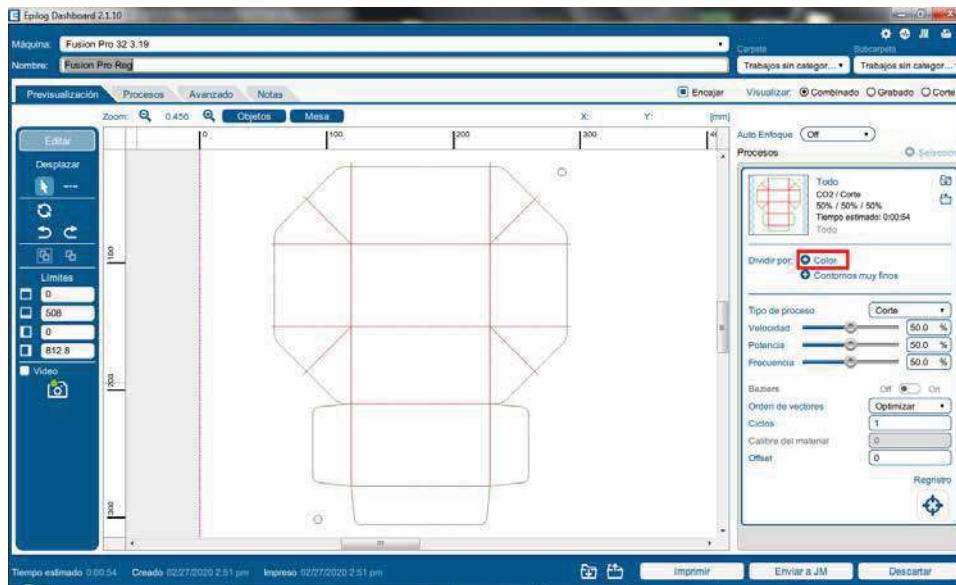 Epilog Dashboard 2.1.10
Máquina: Fusion Pro 32 3.19
Carpeta Subcarpeta
Nombre: Fusion Pro Reg
Trabajos sin categor... Trabajos sin categor...
Previsualización Procesos Avanzado Notas Encajar Visualizar: Combinado Grabado Corte
Zoom: 0.456 Objetos Mesa X: Y: [mm]
0 100 200 300
Auto Enfoque Off
Editar
Procesos
Desplazar
Todo
CO2 / Corte
50% / 50% / 50%
Tiempo estimado: 0:00:54
Todo
100
Dividir por: Color
Contornos muy finos
Límites
0
508
0
812.8
Tipo de proceso Corte
Velocidad 50.0 %
Potencia 50.0 %
Frecuencia 50.0 %
Video
200
Beziers Off On
Orden de vectores Optimizar
Ciclos 1
Calibre del material 0
Offset 0
Registro
300
Tiempo estimado 0:00:54 Creado 02/27/2020 2:51 pm Impreso 02/27/2020 2:51 pm Imprimir Enviar a JM Descartar